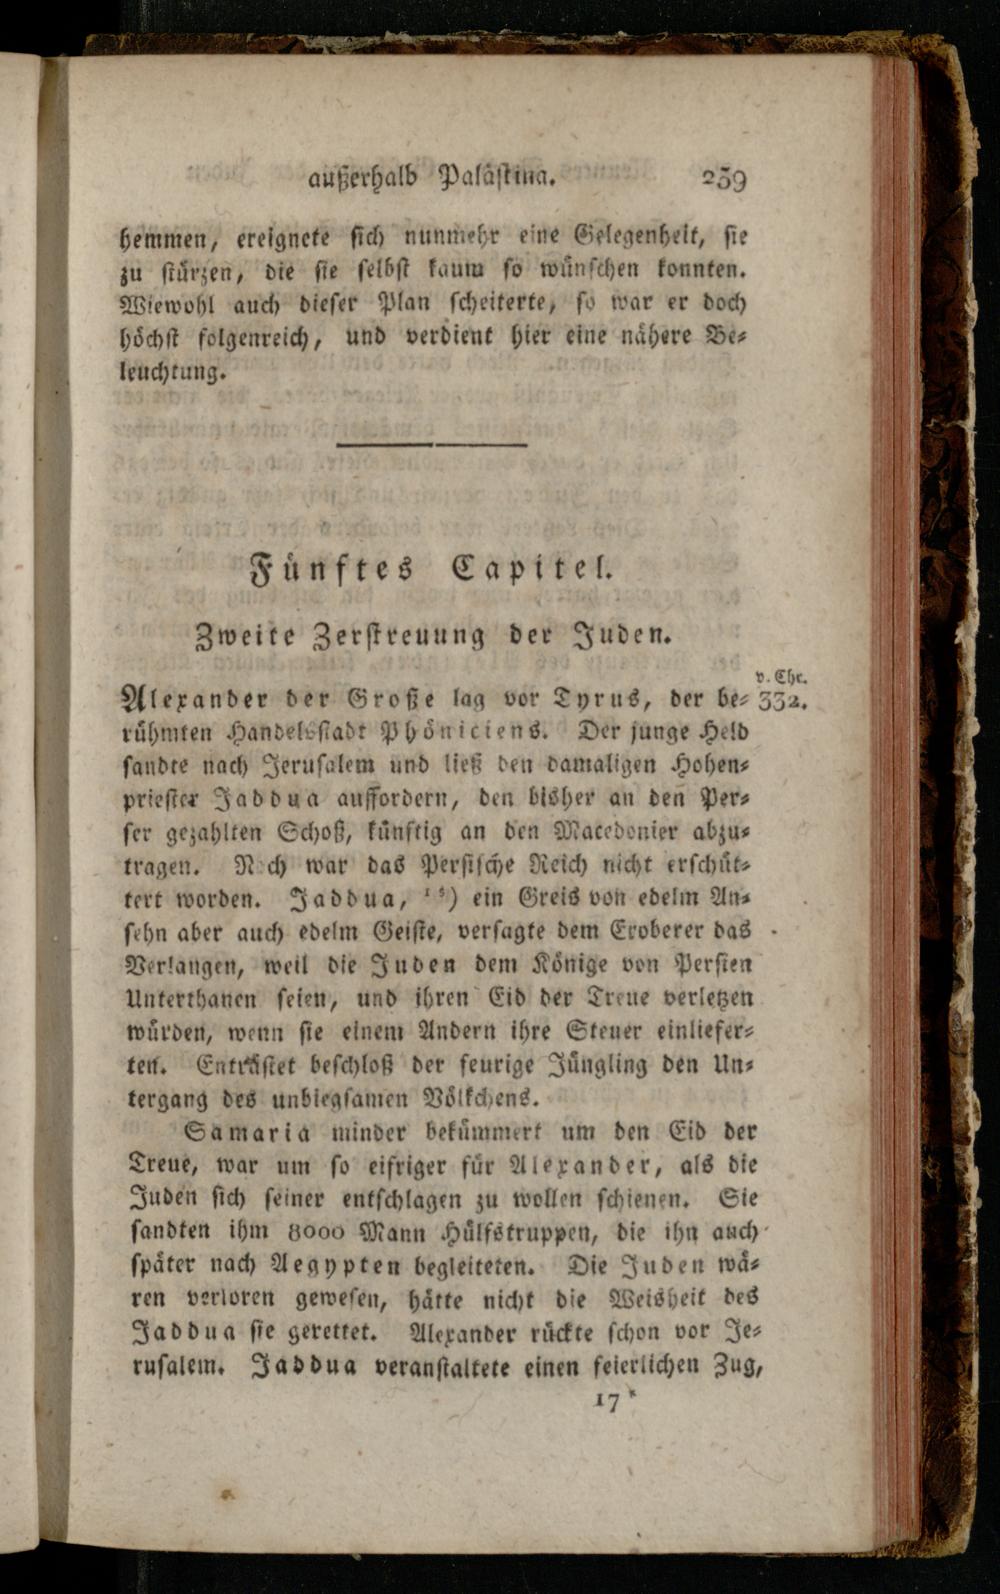 außerhalb Palästina. 259
hemmen, ereignete sich nunmehr eine Gelegenheit, sie
zu stürzen, die sie selbst kaum so wünschen konnten.
Wiewohl auch dieser Plan scheiterte, so war er doch
höchst folgenreich, und verdient hier eine nähere Be-
leuchtung.
Fünftes Capitel.
Zweite Zerstreuung der Juden.
v. Chr.
Alexander der Große lag vor Tyrus, der be- 332.
rühmten Handelsstadt Phöniciens. Der junge Held
sandte nach Jerusalem und ließ den damaligen Hohen-
priester Jaddua auffordern, den bisher an den Per-
ser gezahlten Schoß, künftig an den Macedonier abzu-
tragen. Noch war das Persische Reich nicht erschüt-
tert worden. Jaddua, ¹⁸) ein Greis von edelm An-
sehn aber auch edelm Geiste, versagte dem Eroberer das
Verlangen, weil die Juden dem Könige von Persien
Unterthanen seien, und ihren Eid der Treue verletzen
würden, wenn sie einem Andern ihre Steuer einliefer-
ten. Entrüstet beschloß der feurige Jüngling den Un-
tergang des unbiegsamen Völkchens.
Samaria minder bekümmert um den Eid der
Treue, war um so eifriger für Alexander, als die
Juden sich seiner entschlagen zu wollen schienen. Sie
sandten ihm 8000 Mann Hülfstruppen, die ihn auch
später nach Aegypten begleiteten. Die Juden wä-
ren verloren gewesen, hätte nicht die Weisheit des
Jaddua sie gerettet. Alexander rückte schon vor Je-
rusalem. Jaddua veranstaltete einen feierlichen Zug,
17*